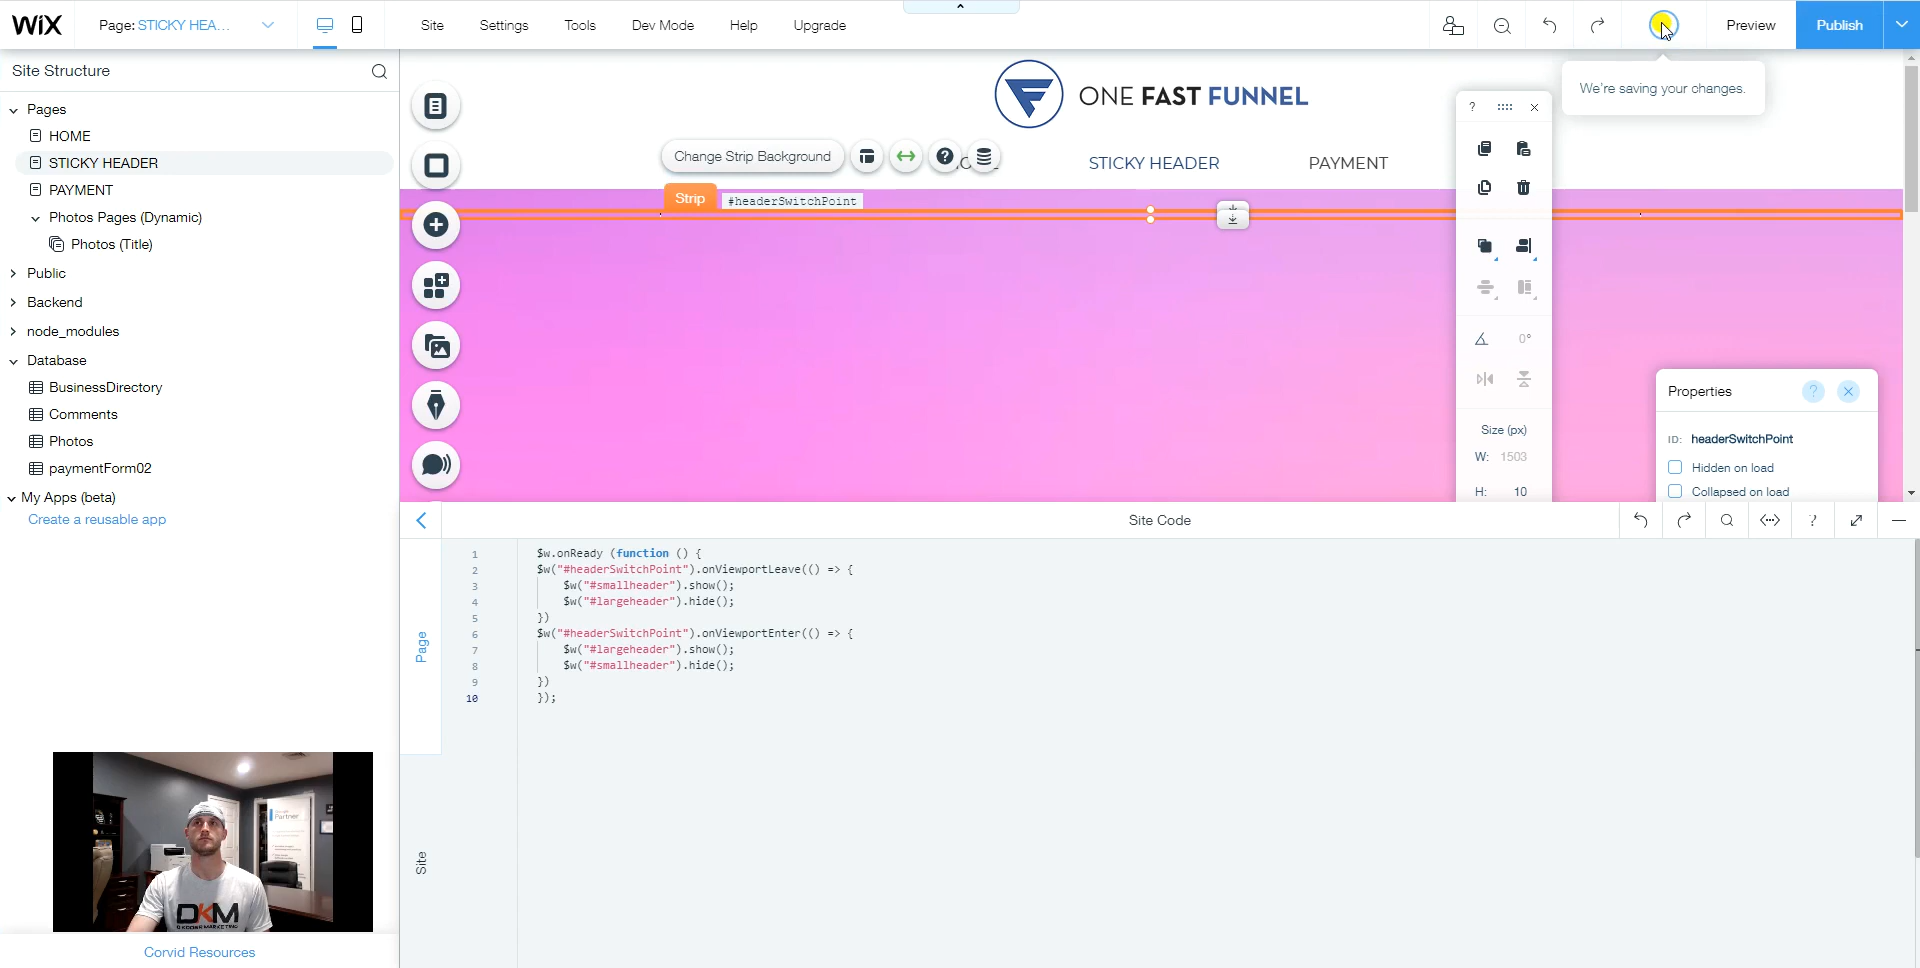 WIX
Page: STICKY HEA...
Site
Settings
Tools
Dev Mode
Help
Upgrade
Preview
Publish
We're saving your changes.
Site Structure
Pages
HOME
STICKY HEADER
PAYMENT
Photos Pages (Dynamic)
Photos (Title)
Public
Backend
node_modules
Database
BusinessDirectory
Comments
Photos
paymentForm02
My Apps (beta)
Create a reusable app
Corvid Resources
ONE FAST FUNNEL
Change Strip Background
STICKY HEADER
PAYMENT
Strip
#headerSwitchPoint
?
0°
Size (px)
W: 1503
H: 10
Properties
?
ID: headerSwitchPoint
Hidden on load
Collapsed on load
Site Code
?
Page
Site
1 $w.onReady (function () {
2 $w("#headerSwitchPoint").onViewportLeave(() => {
3 $w("#smallheader").show();
4 $w("#largeheader").hide();
5 })
6 $w("#headerSwitchPoint").onViewportEnter(() => {
7 $w("#largeheader").show();
8 $w("#smallheader").hide();
9 })
10 });
Partner
DKM